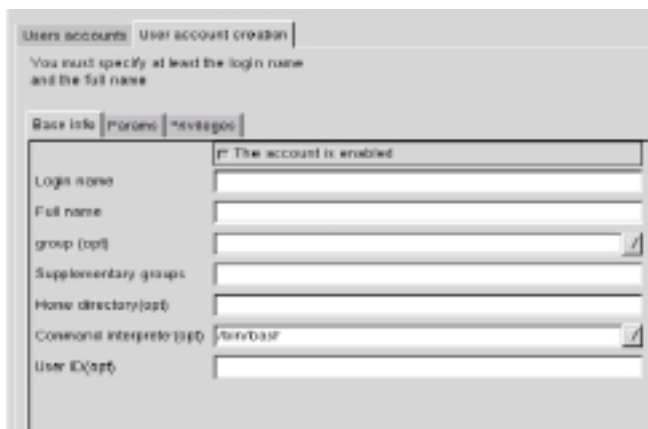 Users accounts User account creation
You must specify at least the login name
and the full name
Base info Params Privileges
The account is enabled
Login name
Full name
group (opt)
Supplementary groups
Home directory(opt)
Command interpreter(opt) /bin/bash
User ID(opt)